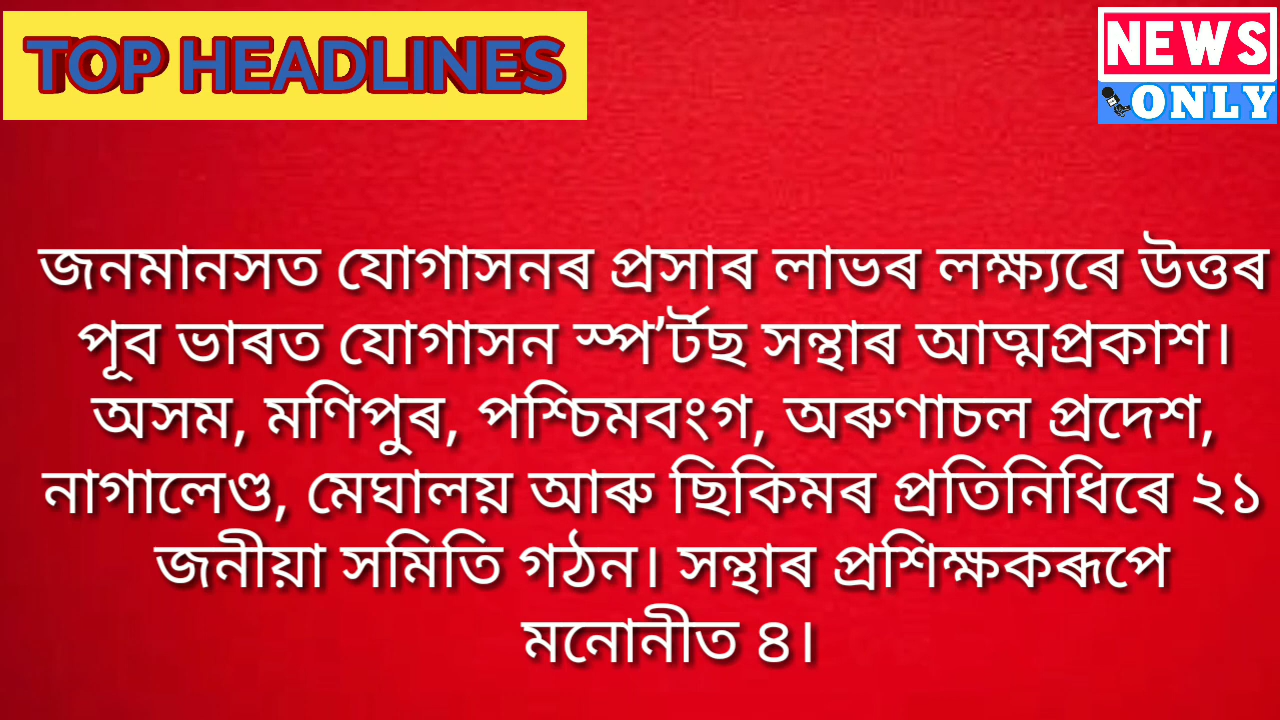 TOP HEADLINES
NEWS
ONLY
জনমানসত যোগাসনৰ প্ৰসাৰ লাভৰ লক্ষ্যৰে উত্তৰ
পূব ভাৰত যোগাসন স্প'ৰ্টছ সন্থাৰ আত্মপ্ৰকাশ।
অসম, মণিপুৰ, পশ্চিমবংগ, অৰুণাচল প্ৰদেশ,
নাগালেণ্ড, মেঘালয় আৰু ছিকিমৰ প্ৰতিনিধিৰে ২১
জনীয়া সমিতি গঠন। সন্থাৰ প্ৰশিক্ষকৰূপে
মনোনীত ৪।